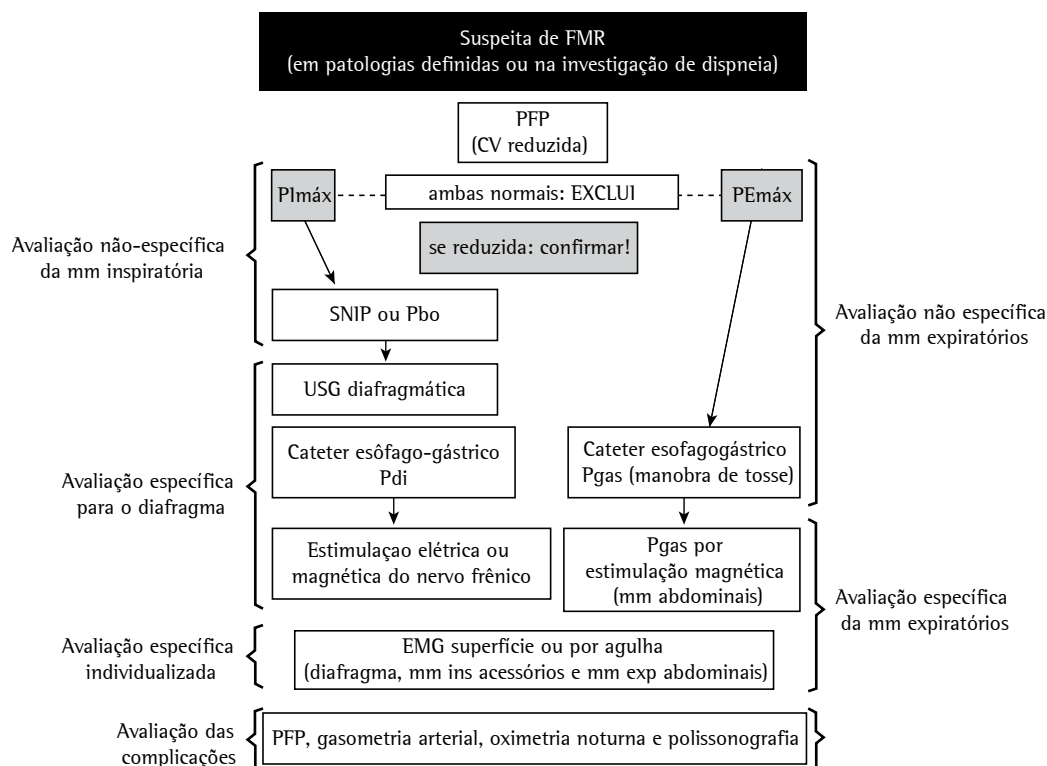 Suspeita de FMR
(em patologias definidas ou na investigação de dispneia)
PFP
(CV reduzida)
PImáx
ambas normais: EXCLUI
PEmáx
Avaliação não-específica
da mm inspiratória
se reduzida: confirmar!
SNIP ou Pbo
Avaliação não específica
da mm expiratórios
USG diafragmática
Cateter esôfago-gástrico
Pdi
Cateter esofagogástrico
Pgas (manobra de tosse)
Avaliação específica
para o diafragma
Estimulaçao elétrica ou
magnética do nervo frênico
Pgas por
estimulação magnética
(mm abdominais)
Avaliação específica
da mm expiratórios
Avaliação específica
individualizada
EMG superfície ou por agulha
(diafragma, mm ins acessórios e mm exp abdominais)
Avaliação das
complicações
PFP, gasometria arterial, oximetria noturna e polissonografia